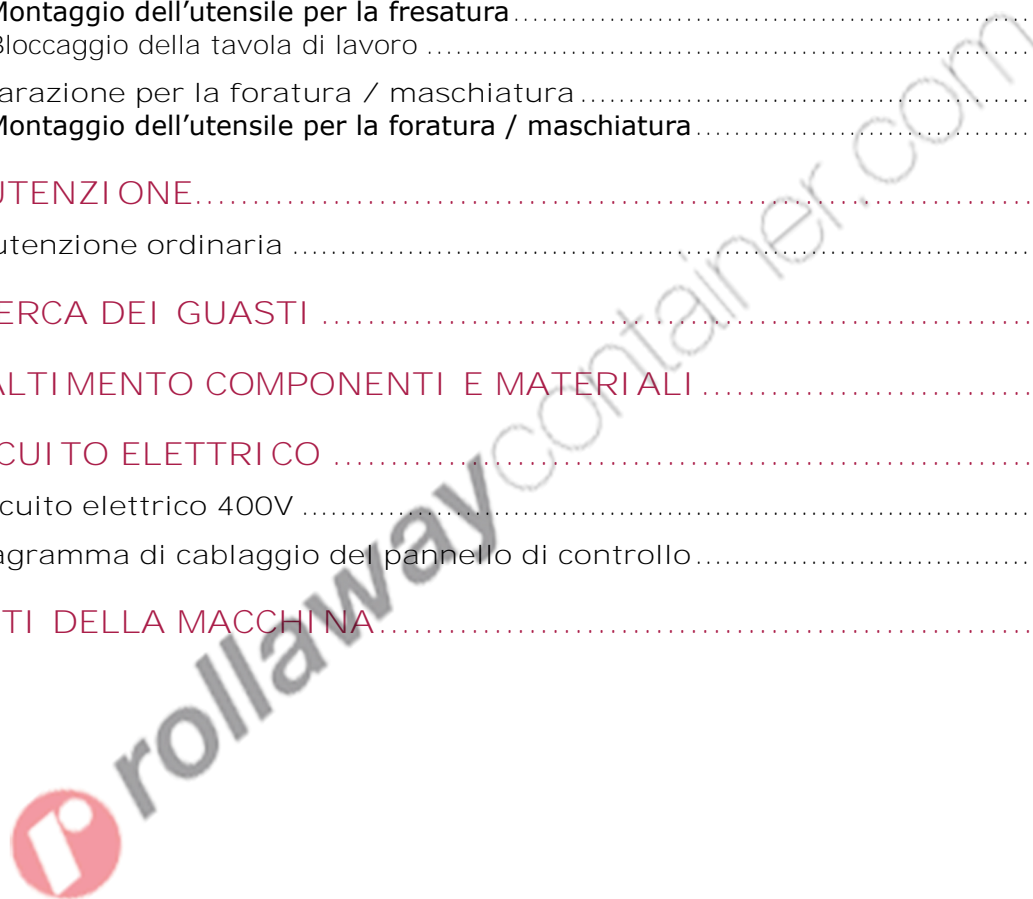 Montaggio dell'utensile per la fresatura
Bloccaggio della tavola di lavoro
arazione per la foratura / maschiatura
Montaggio dell'utensile per la foratura / maschiatura
UTENZIONE
utenzione ordinaria
ERCA DEI GUASTI
ALTIMENTO COMPONENTI E MATERIALI
CUITO ELETTRICO
cuito elettrico 400V
agramma di cablaggio del pannello di controllo
TI DELLA MACCHINA
rollawaycontainer.com